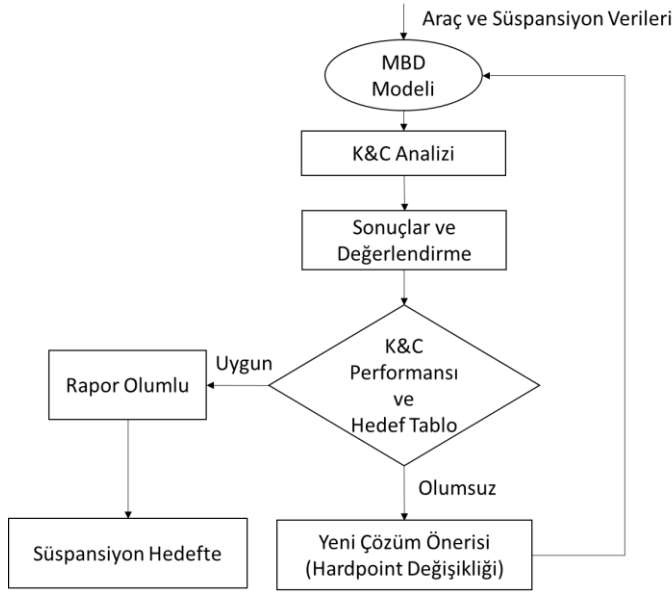 Araç ve Süspansiyon Verileri
MBD
Modeli
K&C Analizi
Sonuçlar ve
Değerlendirme
K&C
Performansı
ve
Hedef Tablo
Uygun
Rapor Olumlu
Süspansiyon Hedefte
Olumsuz
Yeni Çözüm Önerisi
(Hardpoint Değişikliği)